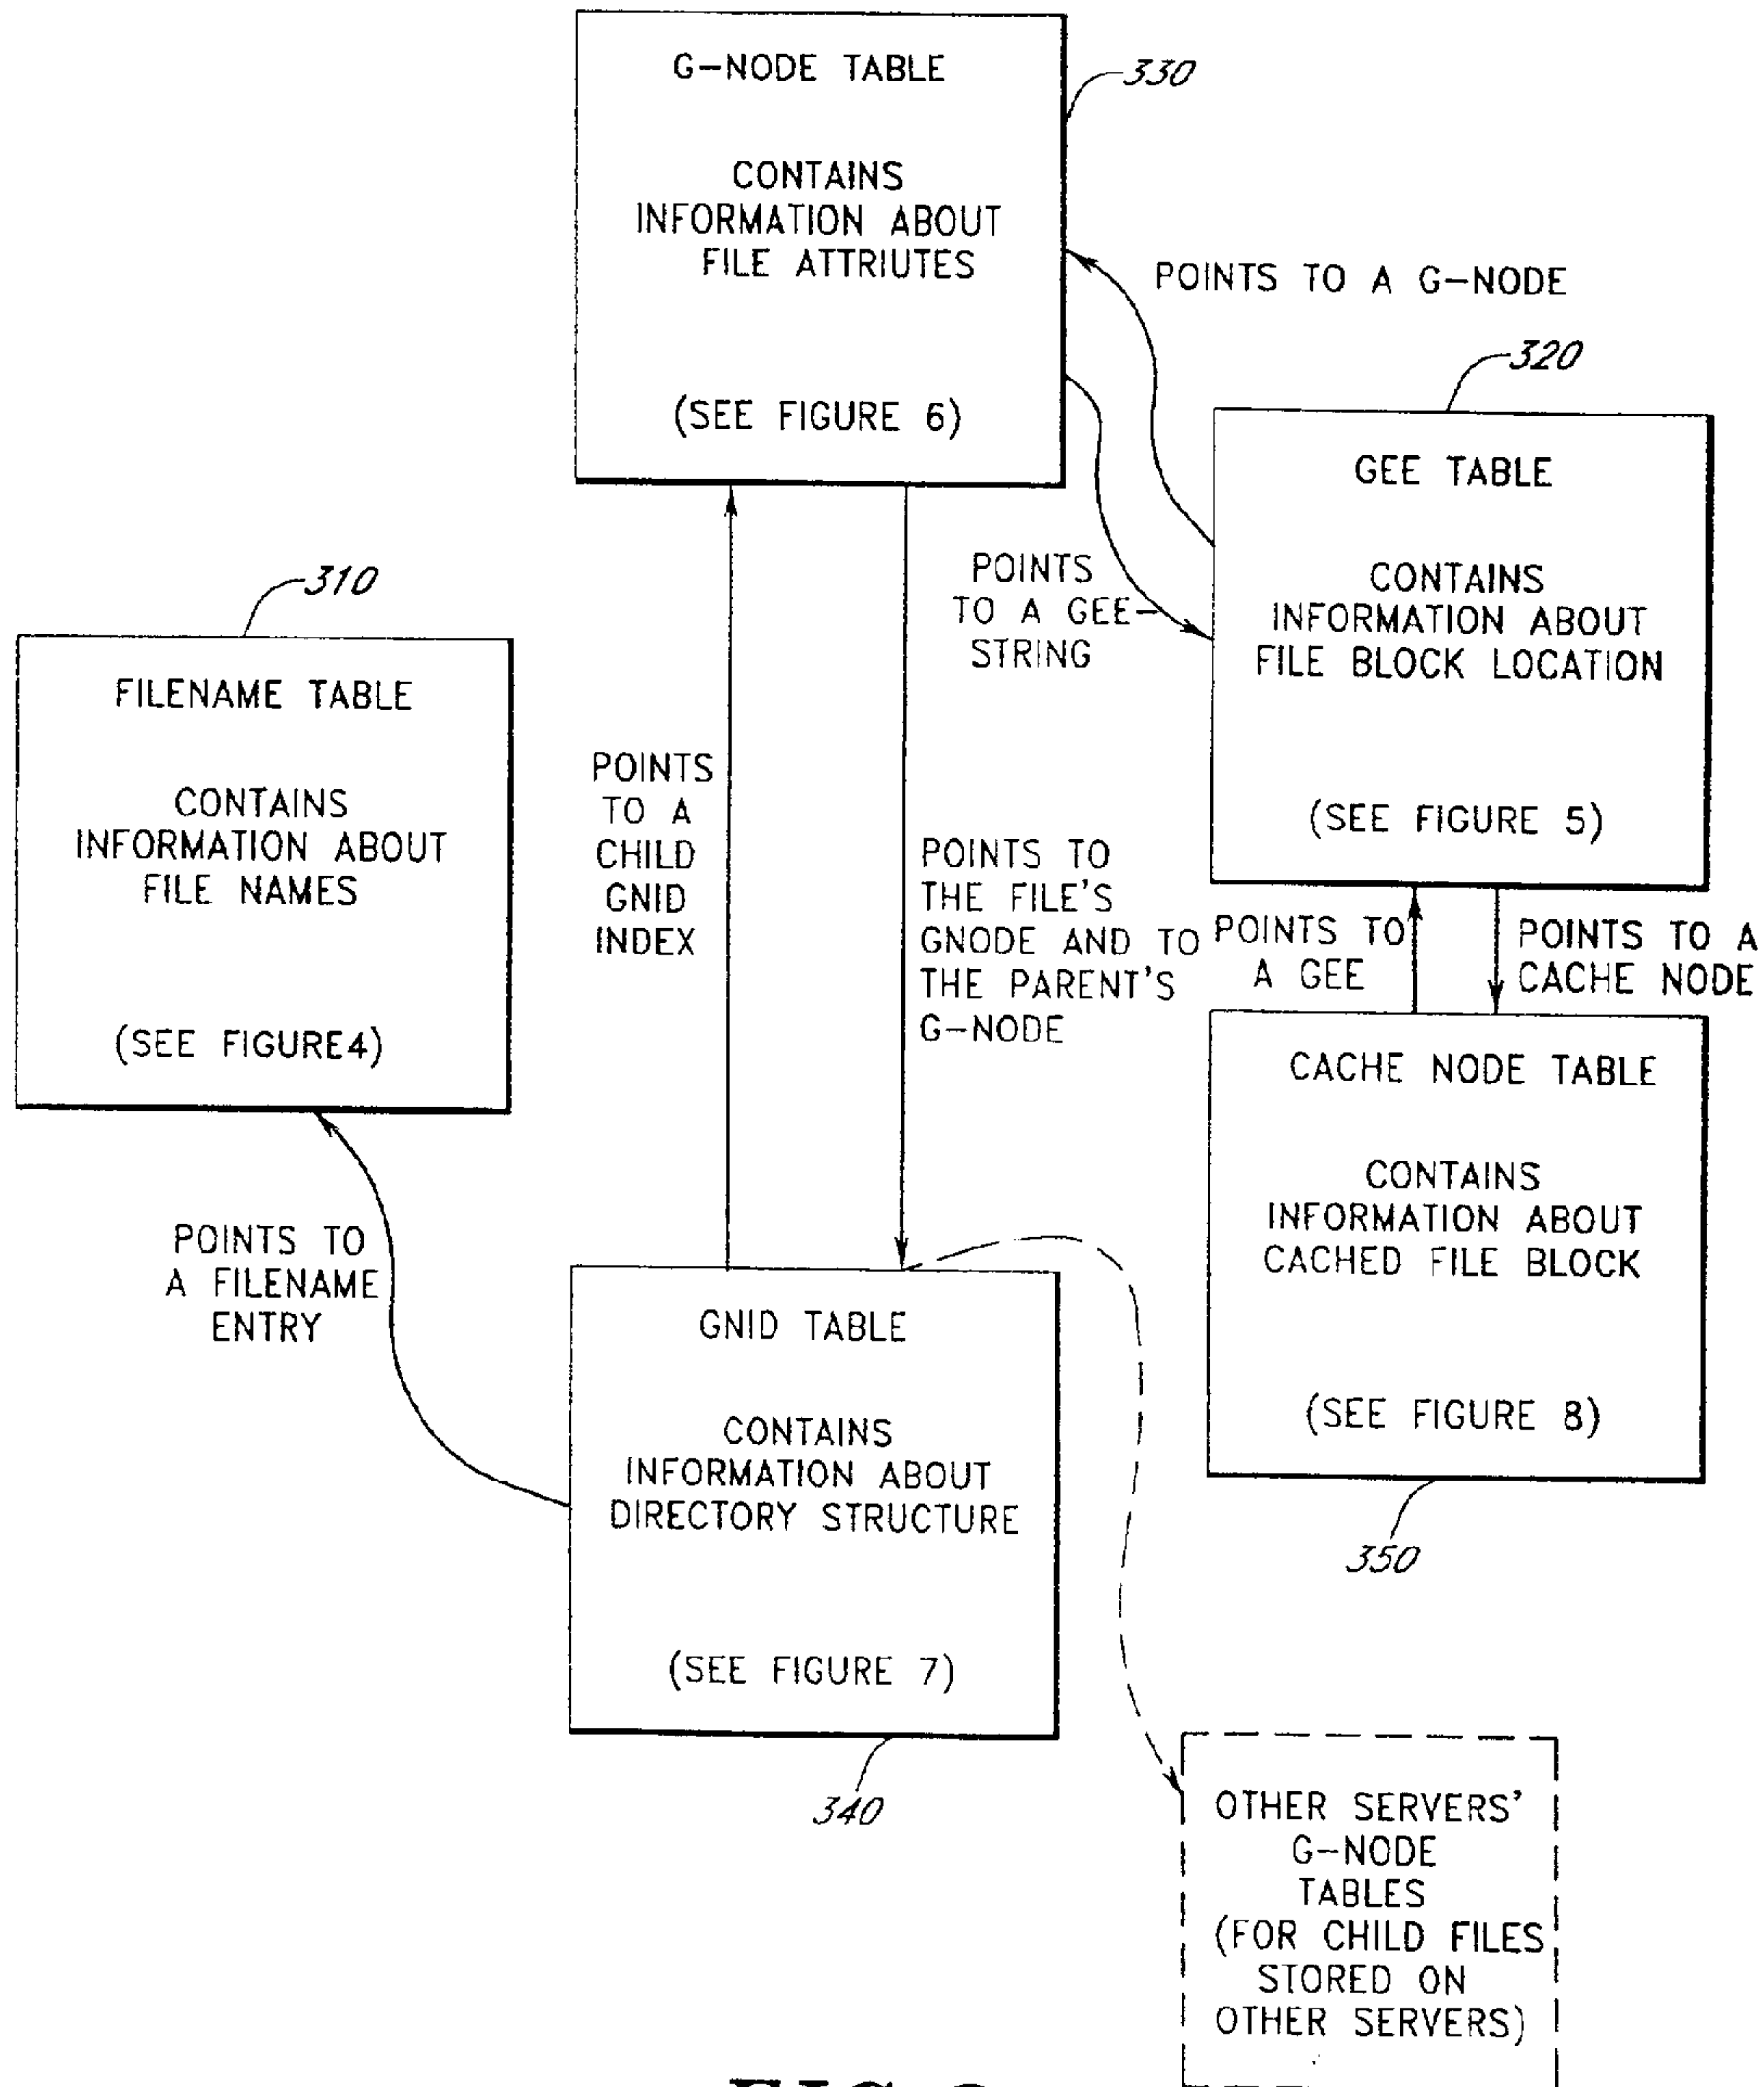 G-NODE TABLE
330
CONTAINS
INFORMATION ABOUT
FILE ATTRIUTES
(SEE FIGURE 6)
POINTS TO A G-NODE
320
GEE TABLE
CONTAINS
INFORMATION ABOUT
FILE BLOCK LOCATION
(SEE FIGURE 5)
POINTS
TO A GEE-
STRING
310
FILENAME TABLE
CONTAINS
INFORMATION ABOUT
FILE NAMES
(SEE FIGURE4)
POINTS
TO A
CHILD
GNID
INDEX
POINTS TO
THE FILE'S
GNODE AND TO
THE PARENT'S
G-NODE
POINTS TO
A GEE
POINTS TO A
CACHE NODE
CACHE NODE TABLE
CONTAINS
INFORMATION ABOUT
CACHED FILE BLOCK
(SEE FIGURE 8)
350
POINTS TO
A FILENAME
ENTRY
GNID TABLE
CONTAINS
INFORMATION ABOUT
DIRECTORY STRUCTURE
(SEE FIGURE 7)
340
OTHER SERVERS'
G-NODE
TABLES
(FOR CHILD FILES
STORED ON
OTHER SERVERS)